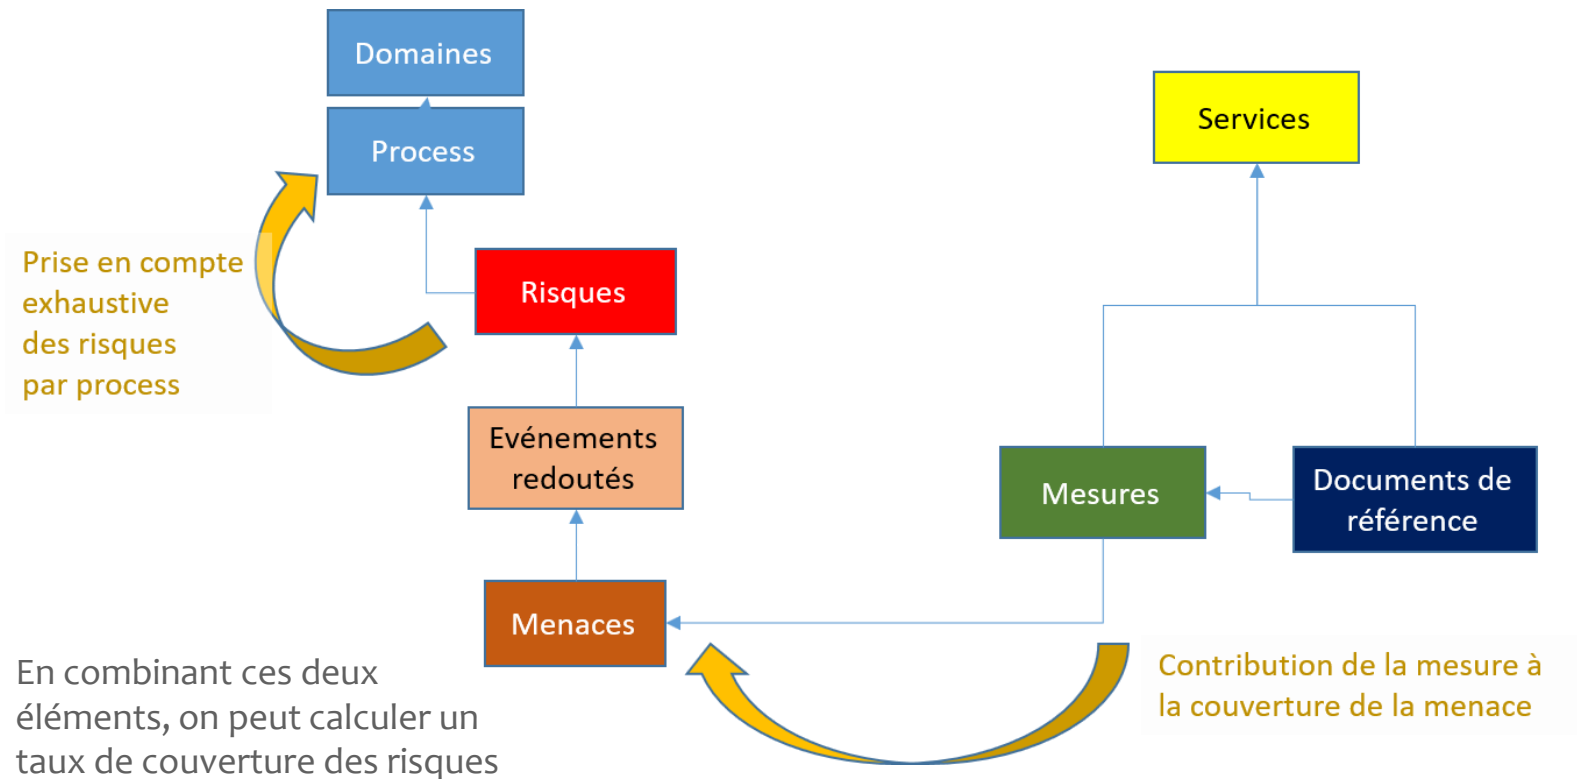 Domaines
Process
Services
Prise en compte
exhaustive
des risques
par process
Risques
Evénements
redoutés
Mesures
Documents de
référence
Menaces
En combinant ces deux
éléments, on peut calculer un
taux de couverture des risques
Contribution de la mesure à
la couverture de la menace